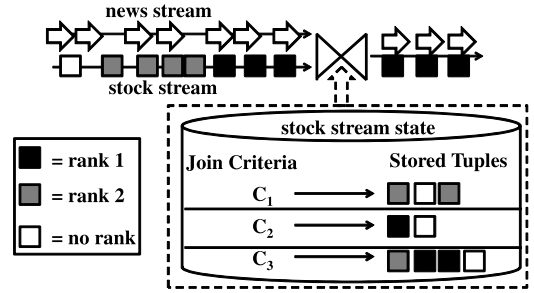 news stream
stock stream
= rank 1
= rank 2
= no rank
stock stream state
Join Criteria Stored Tuples
C1
C2
C3